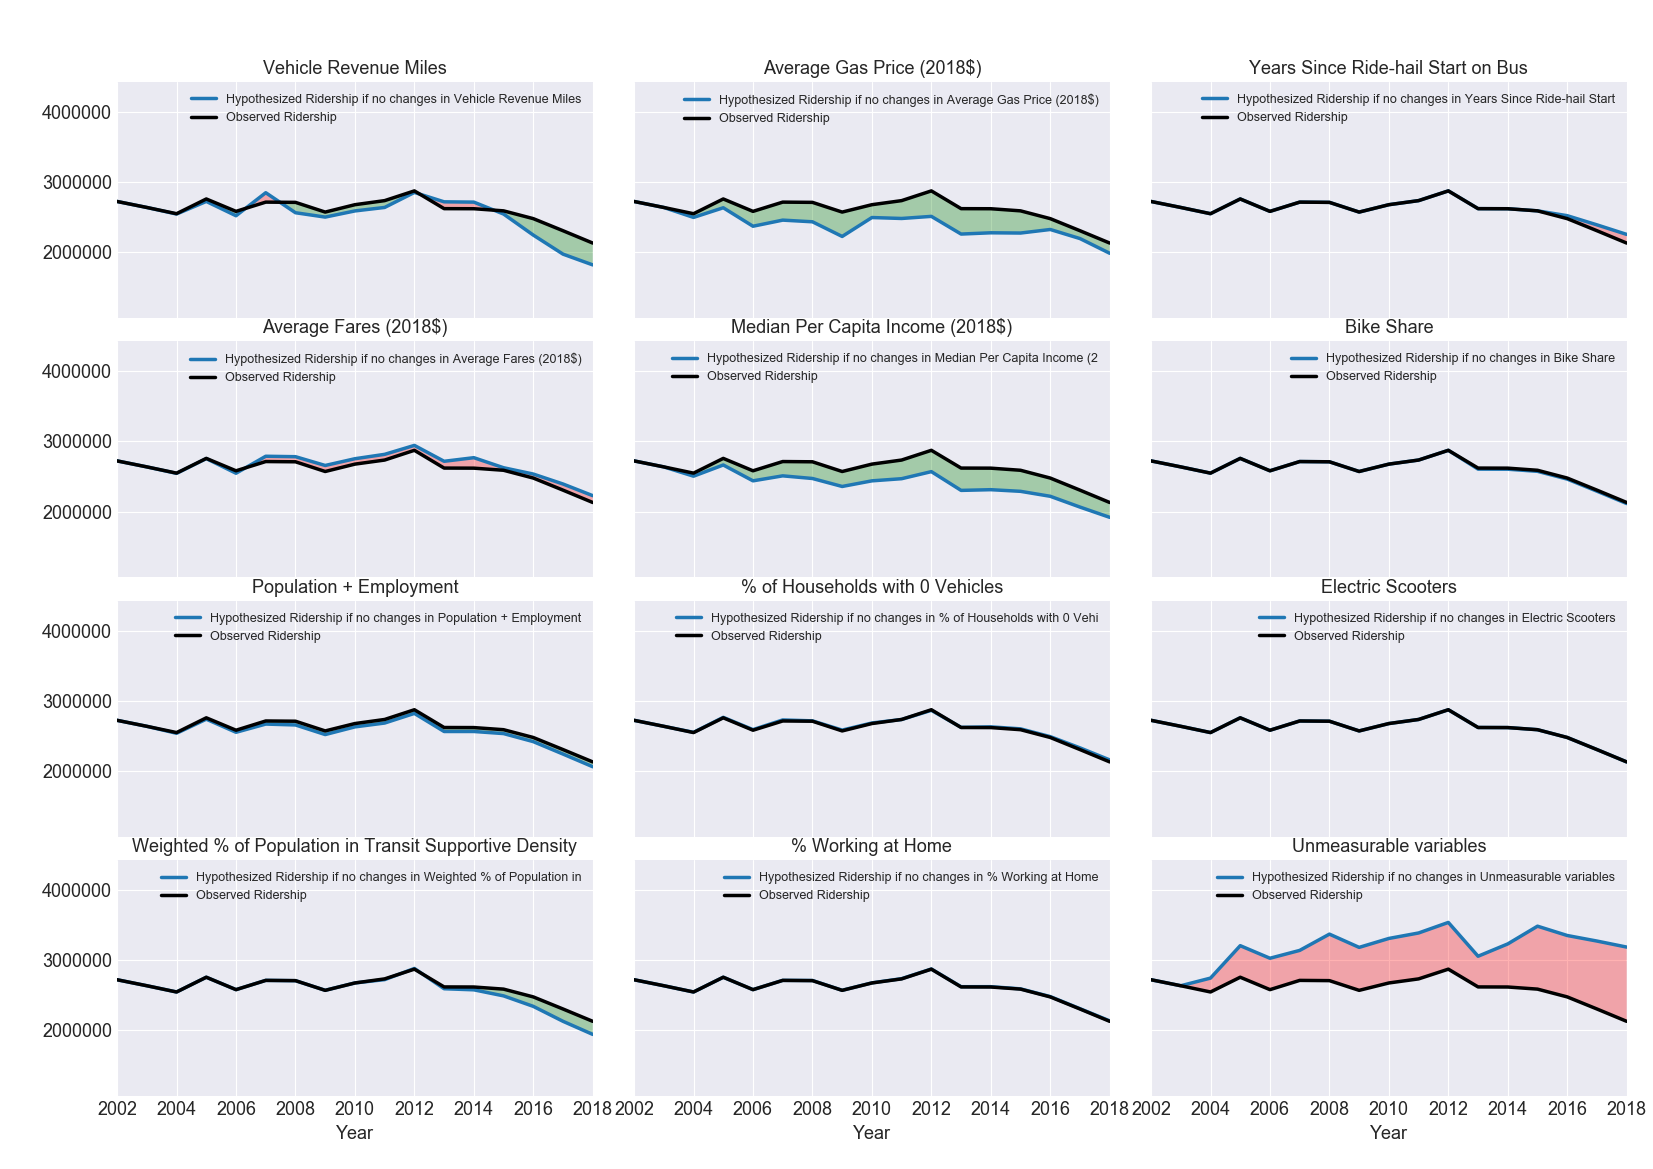 Vehicle Revenue Miles
Hypothesized Ridership if no changes in Vehicle Revenue Miles
Observed Ridership
4000000
3000000
2000000
Average Gas Price (2018$)
Hypothesized Ridership if no changes in Average Gas Price (2018$)
Observed Ridership
Years Since Ride-hail Start on Bus
Hypothesized Ridership if no changes in Years Since Ride-hail Start
Observed Ridership
Average Fares (2018$)
Hypothesized Ridership if no changes in Average Fares (2018$)
Observed Ridership
4000000
3000000
2000000
Median Per Capita Income (2018$)
Hypothesized Ridership if no changes in Median Per Capita Income (2
Observed Ridership
Bike Share
Hypothesized Ridership if no changes in Bike Share
Observed Ridership
Population + Employment
Hypothesized Ridership if no changes in Population + Employment
Observed Ridership
4000000
3000000
2000000
% of Households with 0 Vehicles
Hypothesized Ridership if no changes in % of Households with 0 Vehi
Observed Ridership
Electric Scooters
Hypothesized Ridership if no changes in Electric Scooters
Observed Ridership
Weighted % of Population in Transit Supportive Density
Hypothesized Ridership if no changes in Weighted % of Population in
Observed Ridership
4000000
3000000
2000000
2002 2004 2006 2008 2010 2012 2014 2016 2018
Year
% Working at Home
Hypothesized Ridership if no changes in % Working at Home
Observed Ridership
2002 2004 2006 2008 2010 2012 2014 2016 2018
Year
Unmeasurable variables
Hypothesized Ridership if no changes in Unmeasurable variables
Observed Ridership
2002 2004 2006 2008 2010 2012 2014 2016 2018
Year